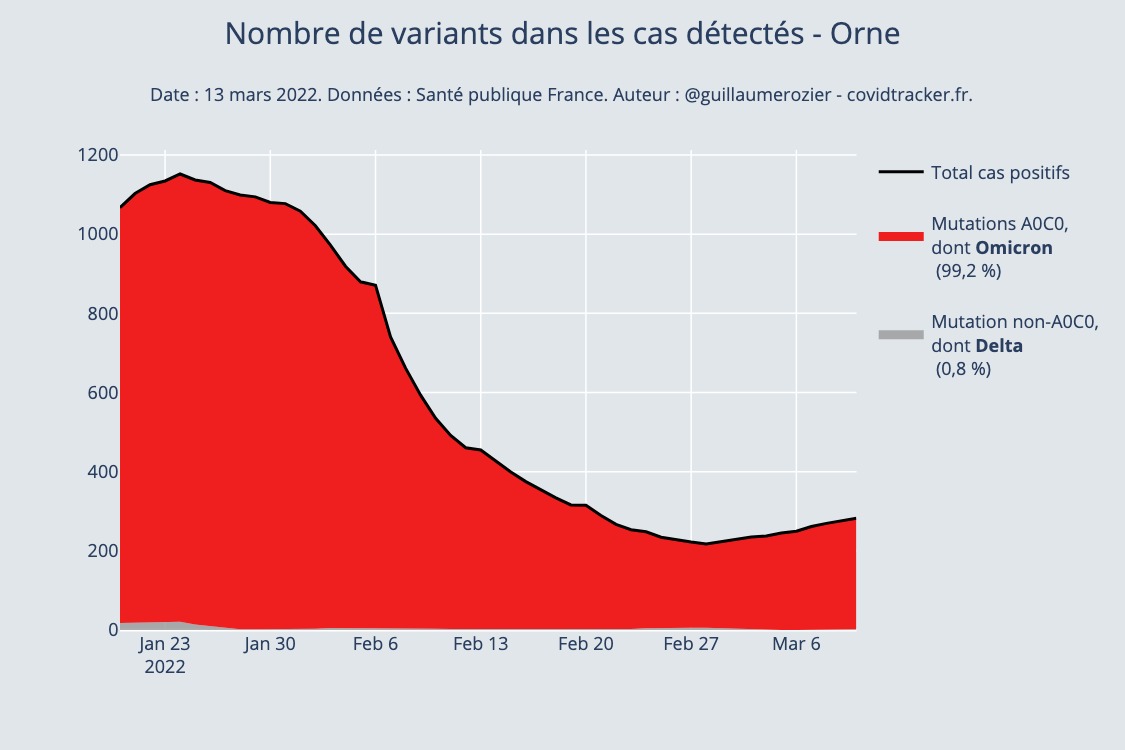 Nombre de variants dans les cas détectés - Orne
Date : 13 mars 2022. Données : Santé publique France. Auteur : @guillaumerozier - covidtracker.fr.
1200
1000
800
600
400
200
0
Jan 23
2022
Jan 30
Feb 6
Feb 13
Feb 20
Feb 27
Mar 6
Total cas positifs
Mutations A0C0,
dont Omicron
(99,2 %)
Mutation non-A0C0,
dont Delta
(0,8 %)